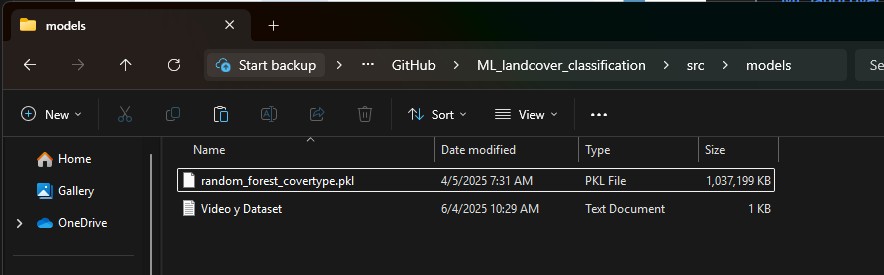 models
Start backup > ... GitHub > ML_landcover_classification > src > models
New Sort View ...
Name Date modified Type Size
Home
random_forest_covertype.pkl 4/5/2025 7:31 AM PKL File 1,037,199 KB
Gallery
Video y Dataset 6/4/2025 10:29 AM Text Document 1 KB
OneDrive